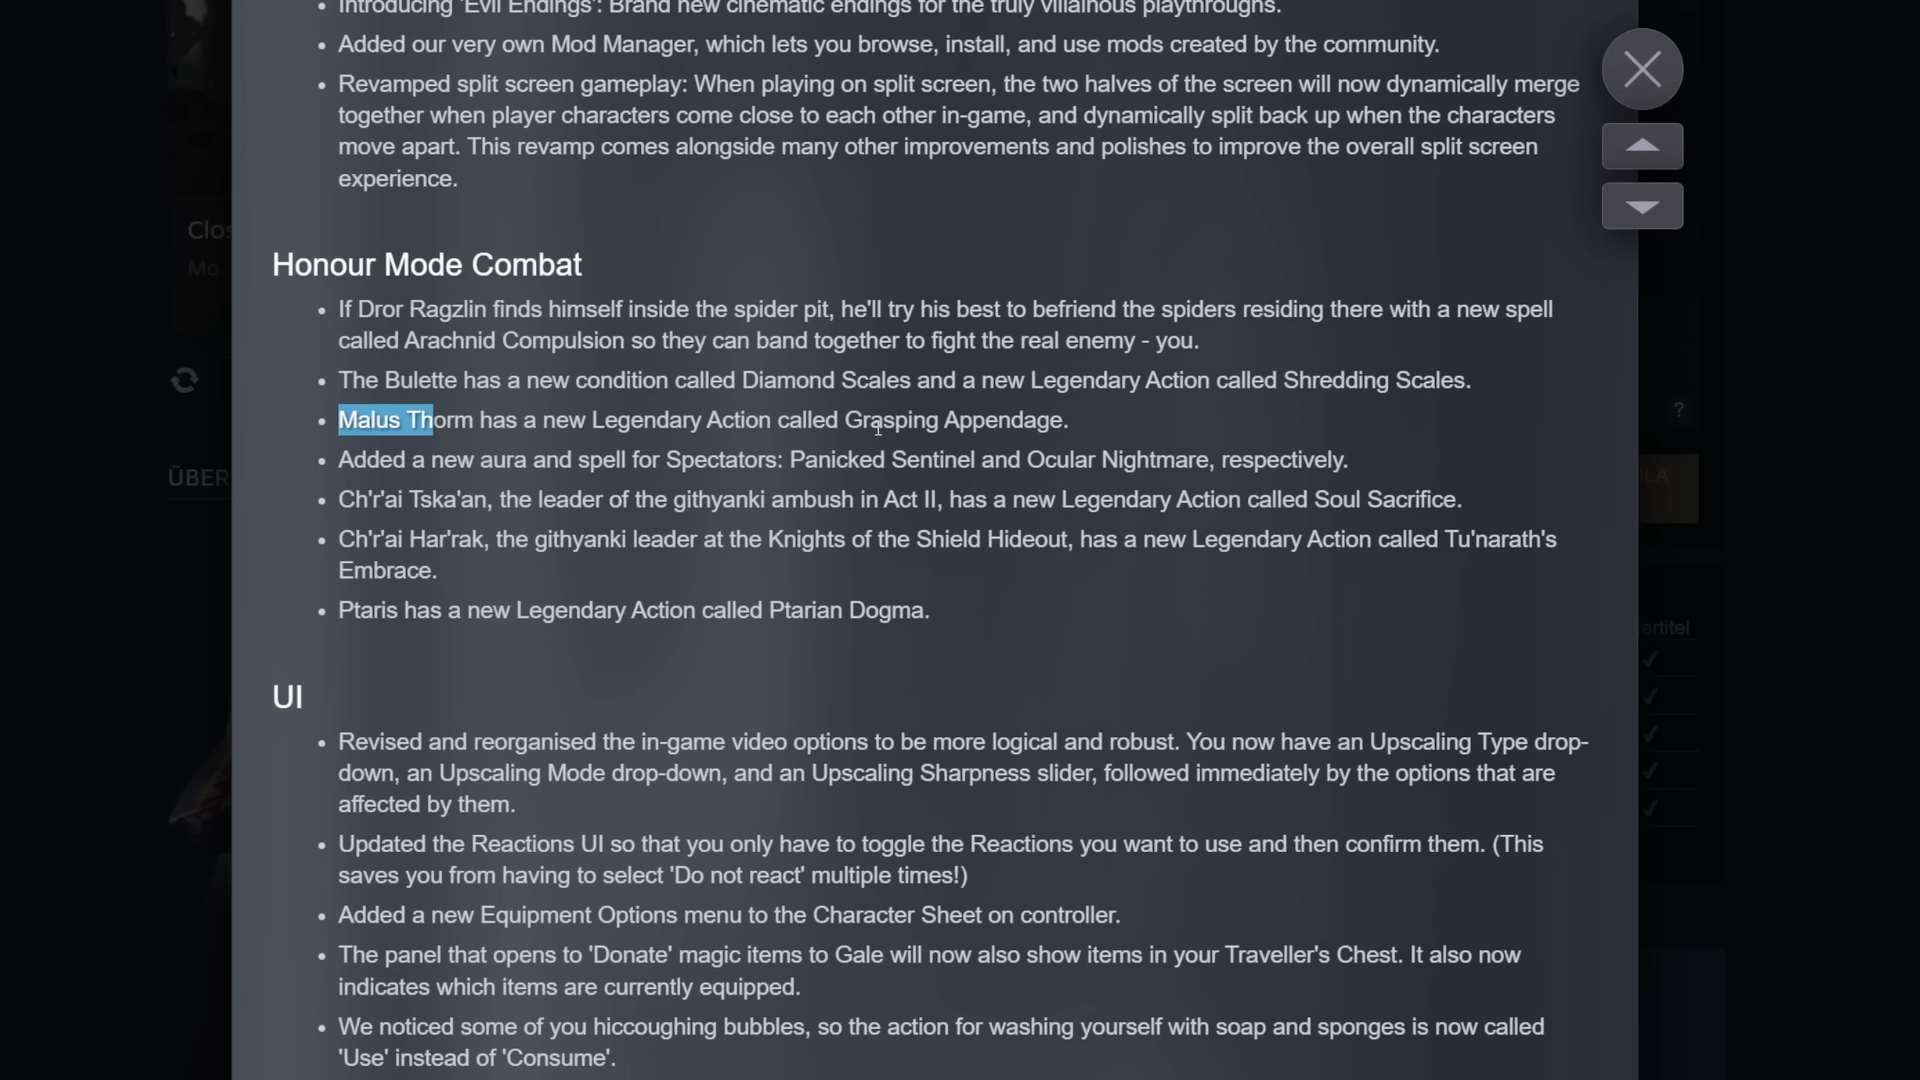 Introducing 'Evil Endings': Brand new cinematic endings for the truly villainous playthroughs.
• Added our very own Mod Manager, which lets you browse, install, and use mods created by the community.
• Revamped split screen gameplay: When playing on split screen, the two halves of the screen will now dynamically merge
together when player characters come close to each other in-game, and dynamically split back up when the characters
move apart. This revamp comes alongside many other improvements and polishes to improve the overall split screen
experience.
Clos
Mo...
Honour Mode Combat
• If Dror Ragzlin finds himself inside the spider pit, he'll try his best to befriend the spiders residing there with a new spell
called Arachnid Compulsion so they can band together to fight the real enemy - you.
• The Bulette has a new condition called Diamond Scales and a new Legendary Action called Shredding Scales.
?
• Malus Thorm has a new Legendary Action called Grasping Appendage.
• Added a new aura and spell for Spectators: Panicked Sentinel and Ocular Nightmare, respectively.
ÜBER
LA
• Ch'r'ai Tska'an, the leader of the githyanki ambush in Act II, has a new Legendary Action called Soul Sacrifice.
• Ch'r'ai Har'rak, the githyanki leader at the Knights of the Shield Hideout, has a new Legendary Action called Tu'narath's
Embrace.
• Ptaris has a new Legendary Action called Ptarian Dogma.
ertitel
UI
• Revised and reorganised the in-game video options to be more logical and robust. You now have an Upscaling Type drop-
down, an Upscaling Mode drop-down, and an Upscaling Sharpness slider, followed immediately by the options that are
affected by them.
• Updated the Reactions UI so that you only have to toggle the Reactions you want to use and then confirm them. (This
saves you from having to select 'Do not react' multiple times!)
• Added a new Equipment Options menu to the Character Sheet on controller.
• The panel that opens to 'Donate' magic items to Gale will now also show items in your Traveller's Chest. It also now
indicates which items are currently equipped.
• We noticed some of you hiccoughing bubbles, so the action for washing yourself with soap and sponges is now called
'Use' instead of 'Consume'.